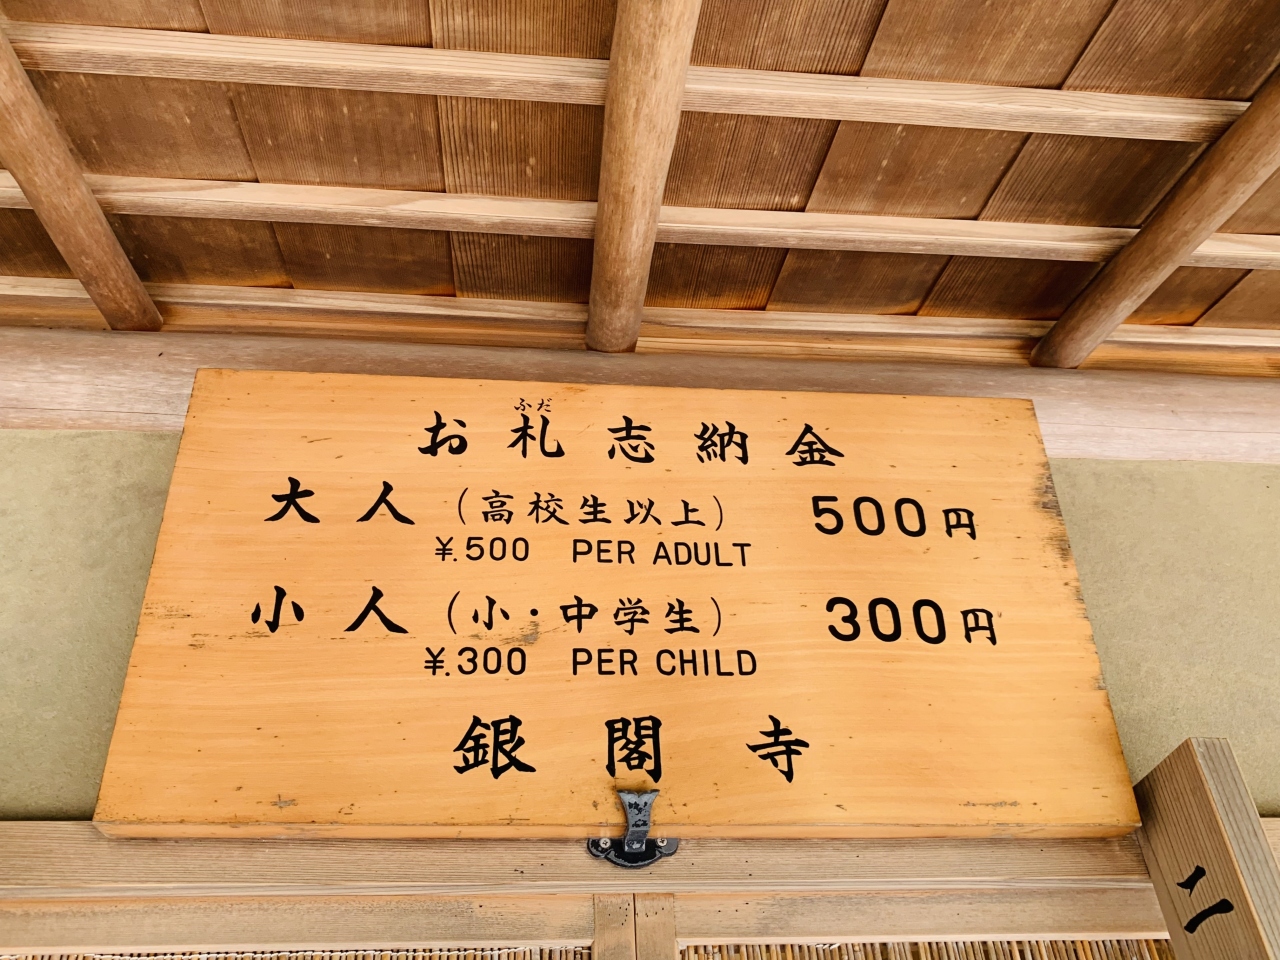 ふだ
お札志納金
大人（高校生以上） 500円
¥.500 PER ADULT
小人（小・中学生） 300円
¥.300 PER CHILD
銀閣寺